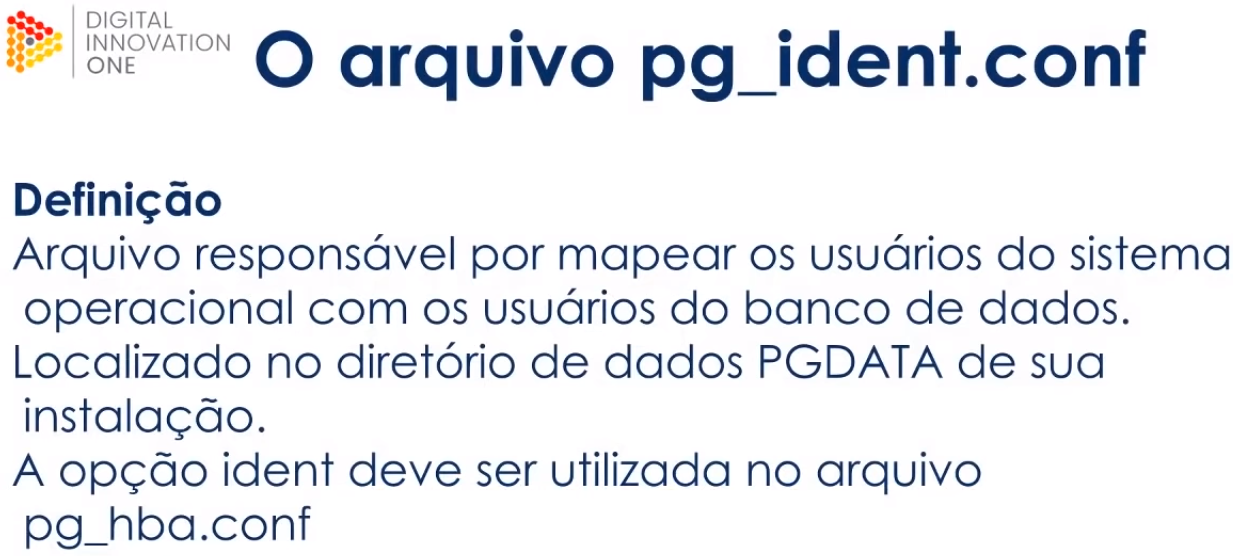 DIGITAL
INNOVATION
ONE
O arquivo pg_ident.conf
Definição
Arquivo responsável por mapear os usuários do sistema
operacional com os usuários do banco de dados.
Localizado no diretório de dados PGDATA de sua
instalação.
A opção ident deve ser utilizada no arquivo
pg_hba.conf